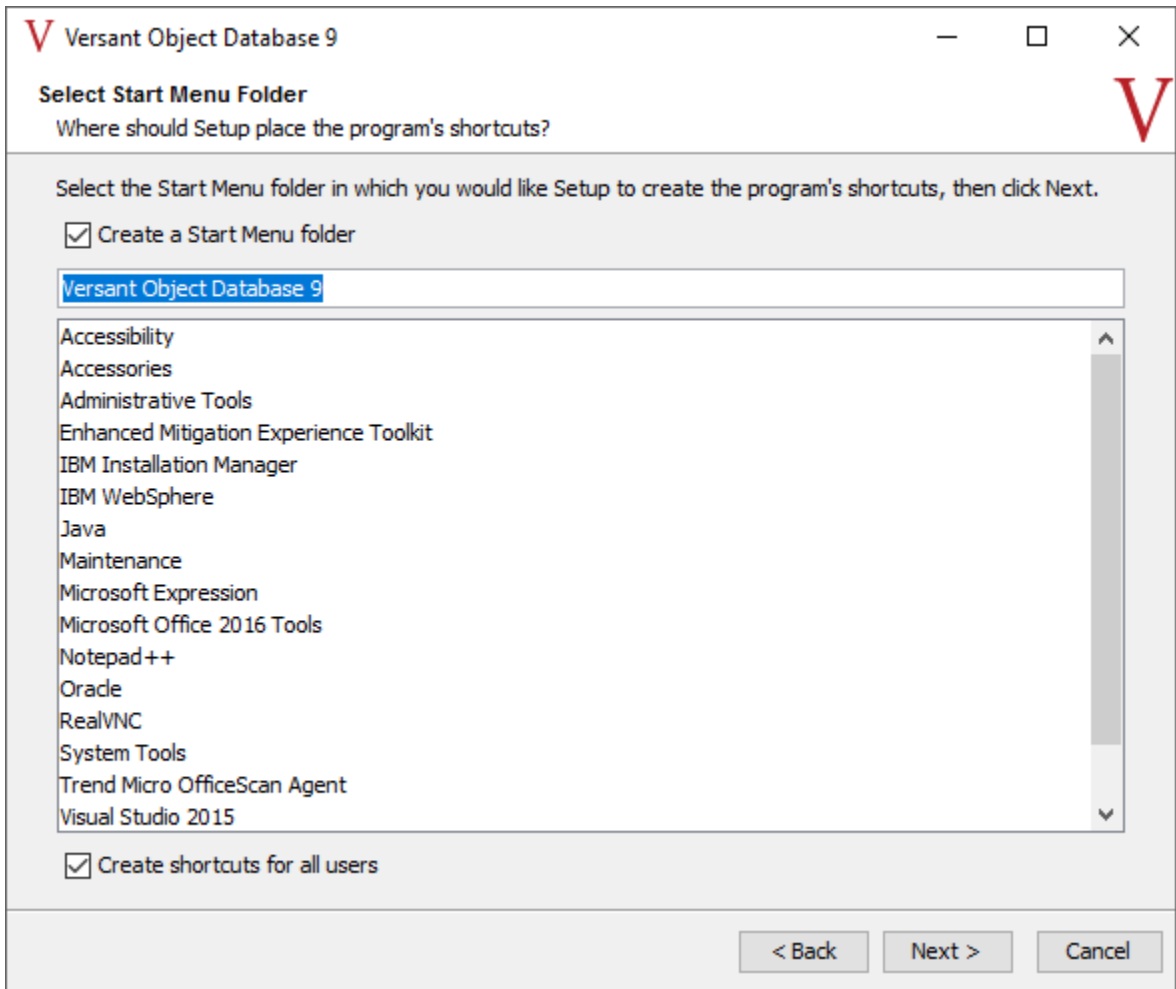 V Versant Object Database 9
Select Start Menu Folder
Where should Setup place the program's shortcuts?
V
Select the Start Menu folder in which you would like Setup to create the program's shortcuts, then click Next.
Create a Start Menu folder
Versant Object Database 9
Accessibility
Accessories
Administrative Tools
Enhanced Mitigation Experience Toolkit
IBM Installation Manager
IBM WebSphere
Java
Maintenance
Microsoft Expression
Microsoft Office 2016 Tools
Notepad++
Oracle
RealVNC
System Tools
Trend Micro OfficeScan Agent
Visual Studio 2015
Create shortcuts for all users
< Back Next > Cancel